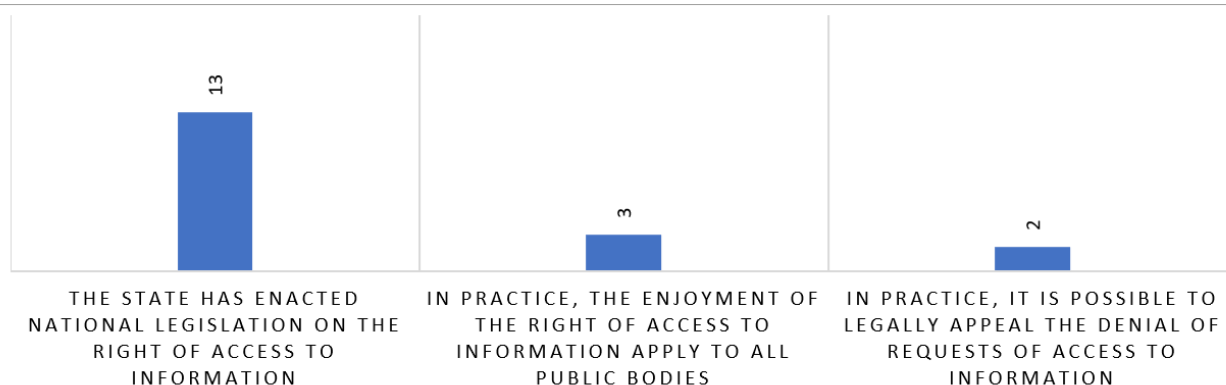 13
3
2
THE STATE HAS ENACTED
NATIONAL LEGISLATION ON THE
RIGHT OF ACCESS TO
INFORMATION
IN PRACTICE, THE ENJOYMENT OF
THE RIGHT OF ACCESS TO
INFORMATION APPLY TO ALL
PUBLIC BODIES
IN PRACTICE, IT IS POSSIBLE TO
LEGALLY APPEAL THE DENIAL OF
REQUESTS OF ACCESS TO
INFORMATION